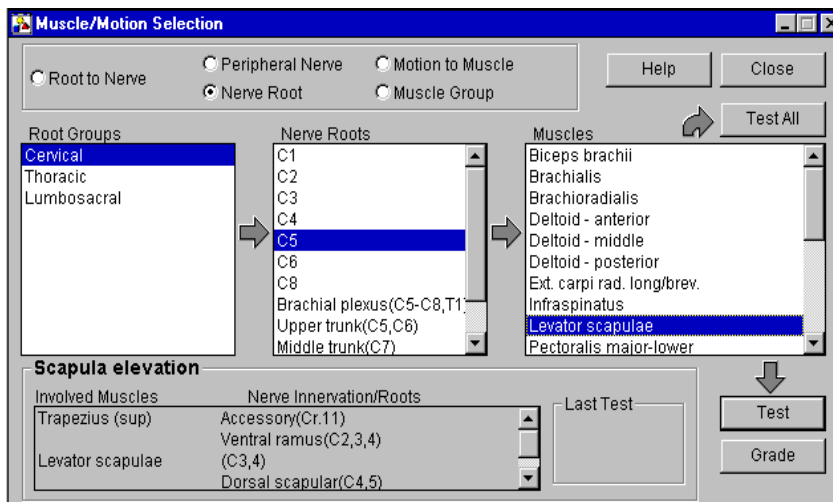 Muscle/Motion Selection
Root to Nerve
Peripheral Nerve
Motion to Muscle
Nerve Root
Muscle Group
Help
Close
Test All
Root Groups
Cervical
Thoracic
Lumbosacral
Nerve Roots
C1
C2
C3
C4
C5
C6
C8
Brachial plexus(C5-C8,T1)
Upper trunk(C5,C6)
Middle trunk(C7)
Muscles
Biceps brachii
Brachialis
Brachioradialis
Deltoid - anterior
Deltoid - middle
Deltoid - posterior
Ext. carpi rad. long/brev.
Infraspinatus
Levator scapulae
Pectoralis major-lower
Scapula elevation
Involved Muscles Nerve Innervation/Roots
Trapezius (sup) Accessory(Cr.11)
Ventral ramus(C2,3,4)
Levator scapulae (C3,4)
Dorsal scapular(C4,5)
Last Test
Test
Grade